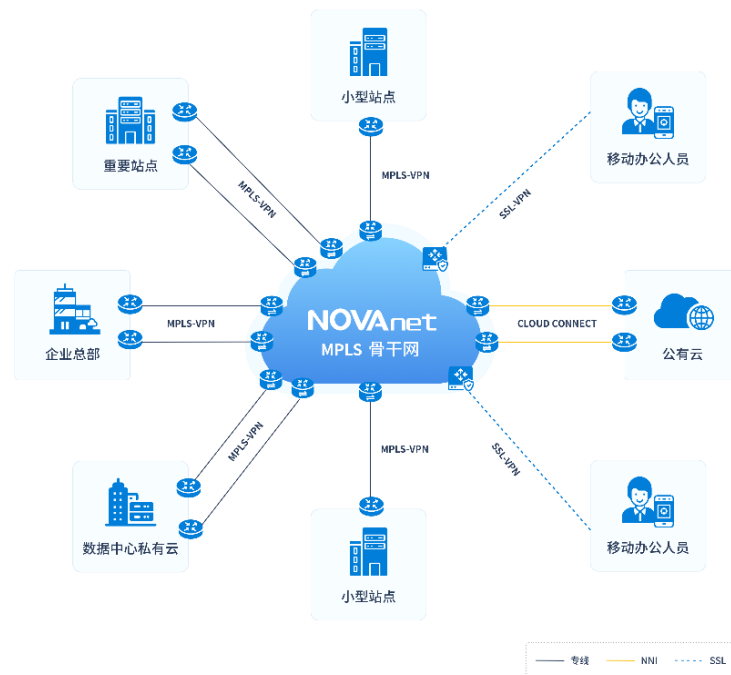 小型站点
重要站点
移动办公人员
MPLS-VPN
MPLS-VPN
SSL-VPN
企业总部
MPLS-VPN
NOVAnet
MPLS 骨干网
CLOUD CONNECT
公有云
MPLS-VPN
MPLS-VPN
SSL-VPN
数据中心私有云
移动办公人员
小型站点
专线
NNI
SSL